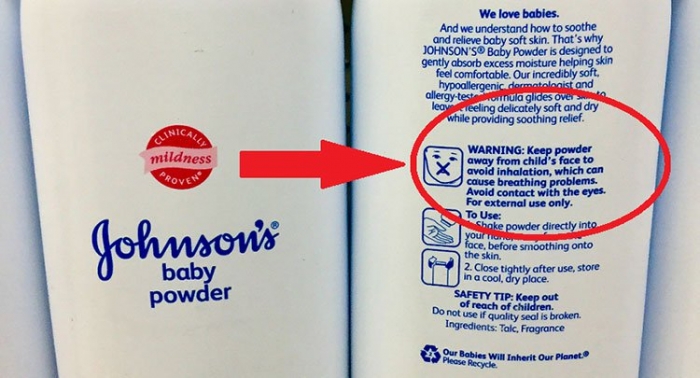 CLINICALLY
mildness
PROVEN®
Johnson's®
baby
powder
We love babies.
And we understand how to soothe
and relieve baby soft skin. That's why
JOHNSON'S® Baby Powder is designed to
gently absorb excess moisture helping skin
feel comfortable. Our incredibly soft,
hypoallergenic, dermatologist and
allergy-tested formula glides over skin to
leave feeling delicately soft and dry
while providing soothing relief.
WARNING: Keep powder
away from child's face to
avoid inhalation, which can
cause breathing problems.
Avoid contact with the eyes.
For external use only.
To Use:
1. Shake powder directly into
your hand,
face, before smoothing onto
the skin.
2. Close tightly after use, store
in a cool, dry place.
SAFETY TIP: Keep out
of reach of children.
Do not use if quality seal is broken.
Ingredients: Talc, Fragrance
Our Babies Will Inherit Our Planet.®
Please Recycle.